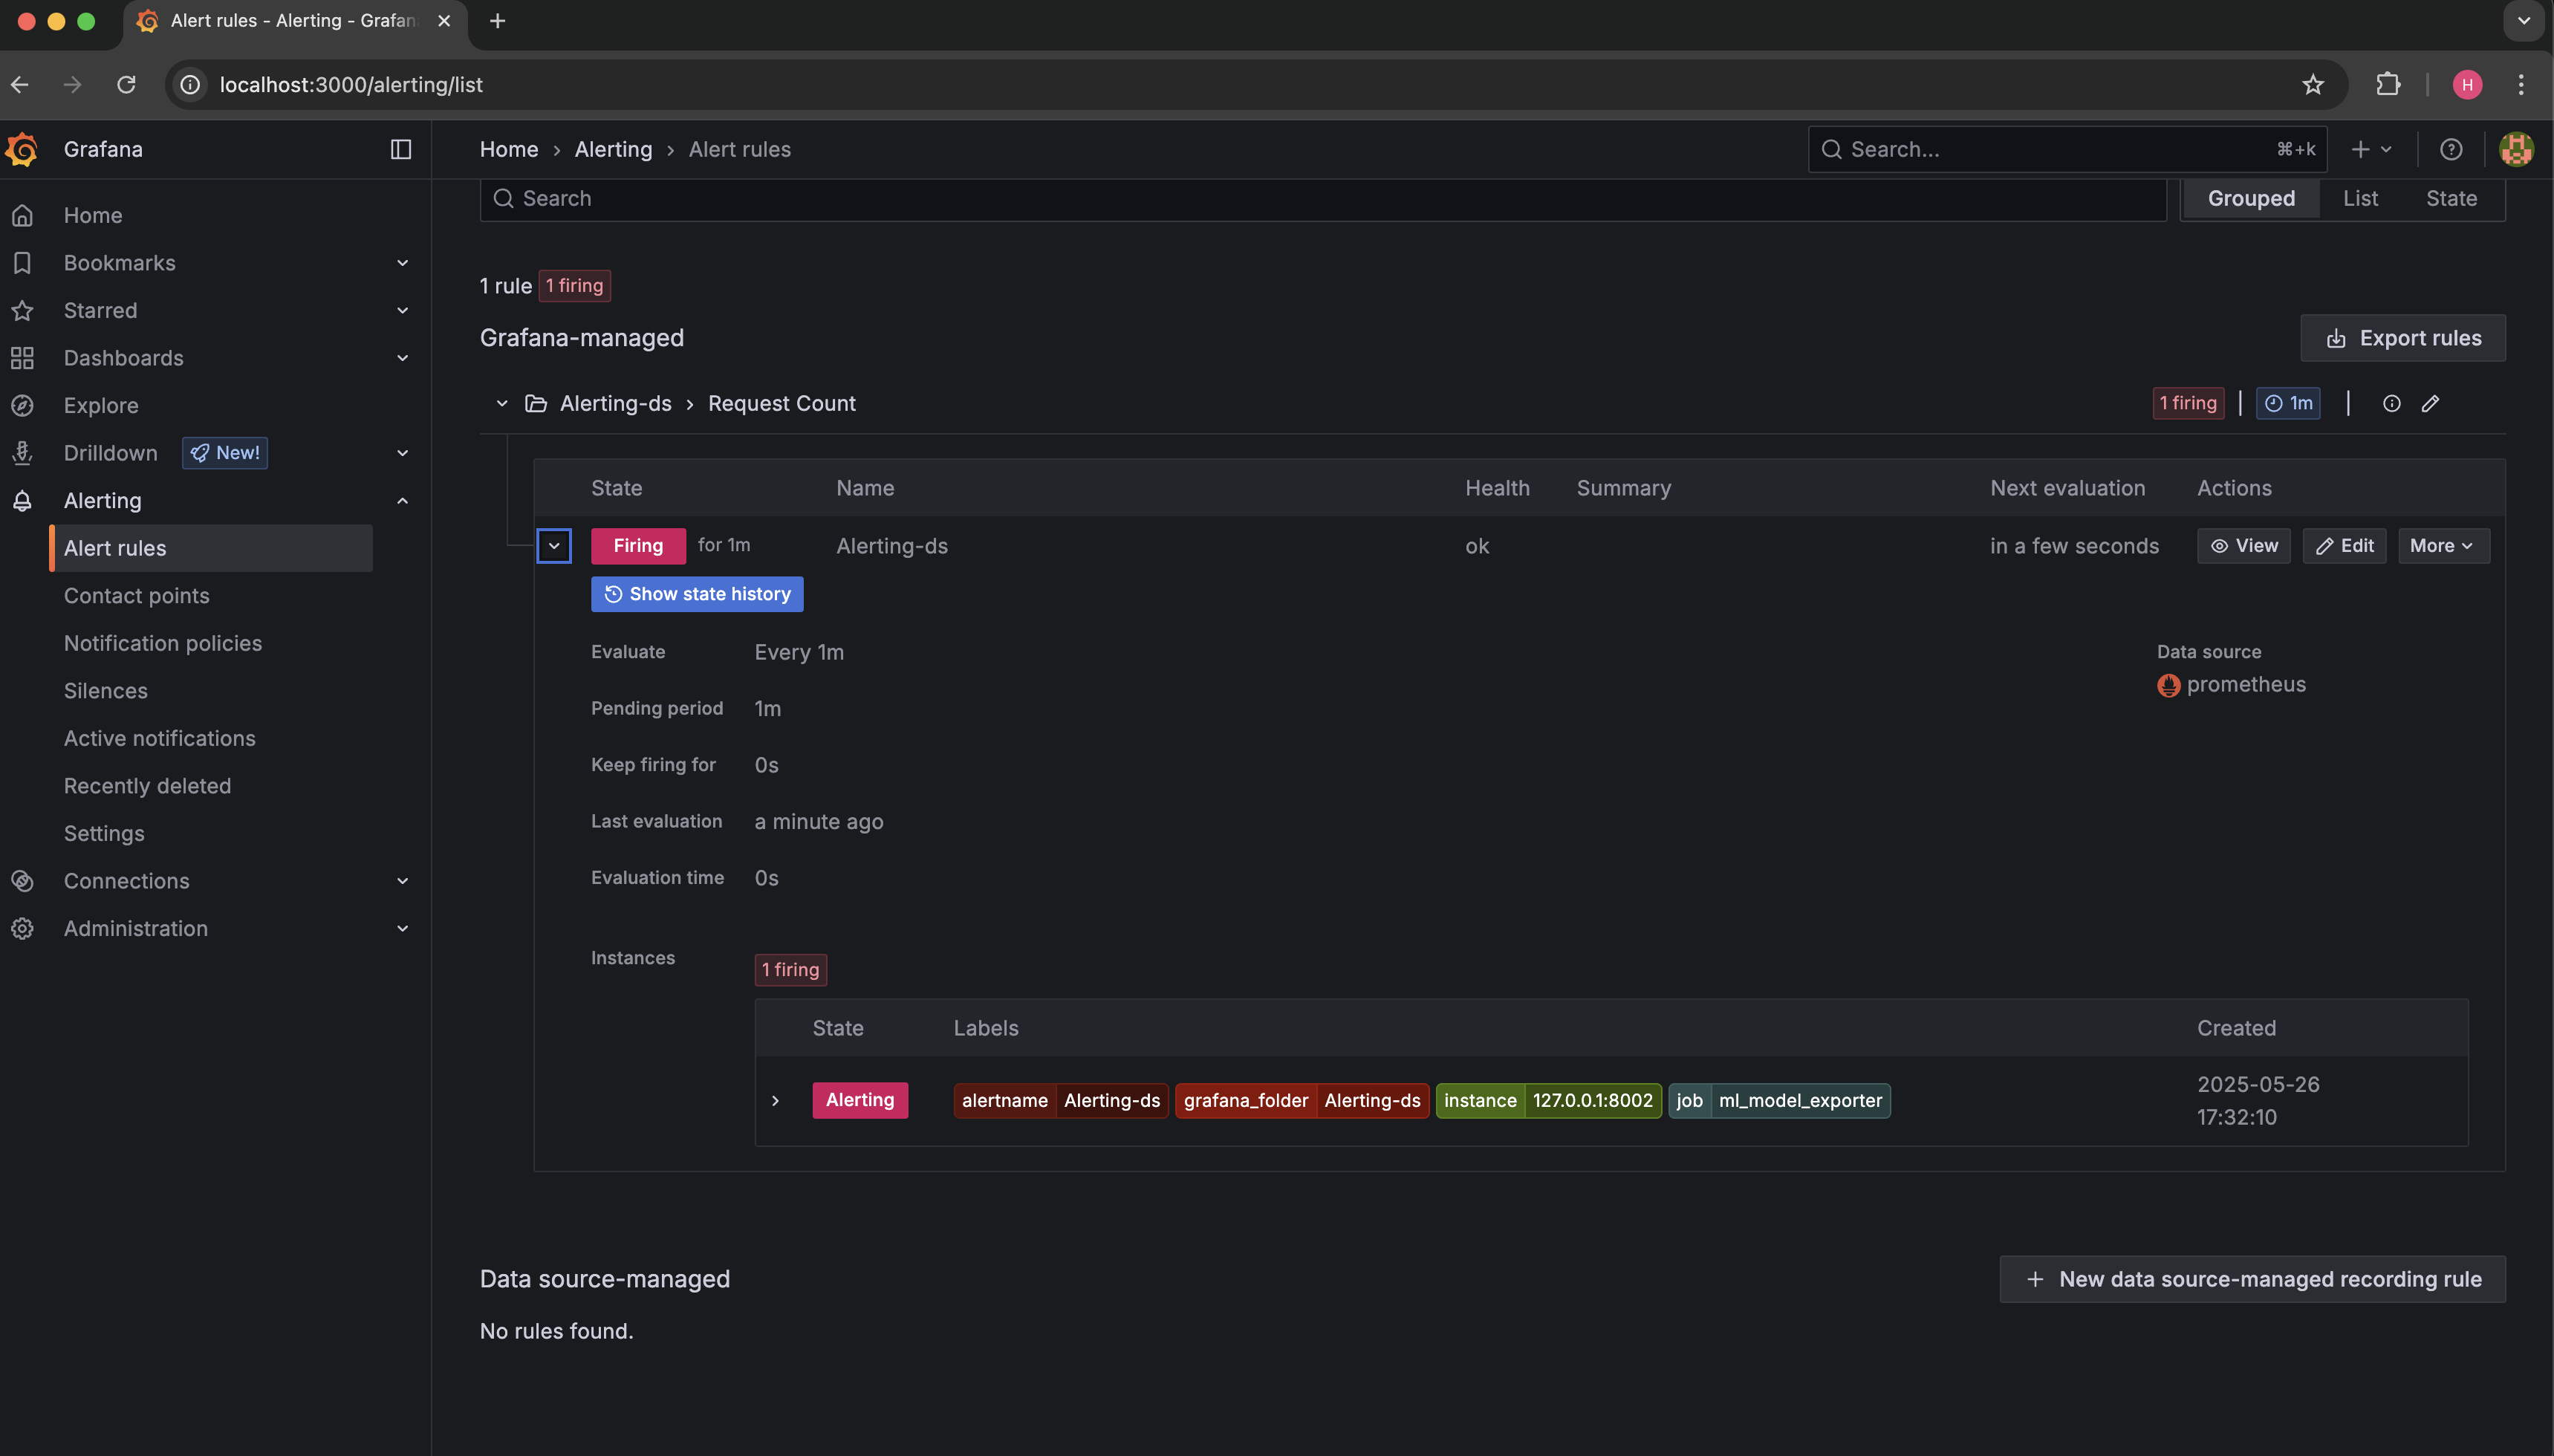 Alert rules - Alerting - Grafan
localhost:3000/alerting/list
H
Grafana
Home › Alerting › Alert rules
Search...
⌘+k
Home
Bookmarks
Starred
Dashboards
Explore
Drilldown New!
Alerting
Alert rules
Contact points
Notification policies
Silences
Active notifications
Recently deleted
Settings
Connections
Administration
Search
Grouped List State
1 rule 1 firing
Grafana-managed
Export rules
Alerting-ds › Request Count
1 firing | 1m |
State Name Health Summary Next evaluation Actions
Firing for 1m Alerting-ds ok in a few seconds View Edit More
Show state history
Evaluate Every 1m
Data source
prometheus
Pending period 1m
Keep firing for 0s
Last evaluation a minute ago
Evaluation time 0s
Instances 1 firing
State Labels Created
Alerting alertname Alerting-ds grafana_folder Alerting-ds instance 127.0.0.1:8002 job ml_model_exporter 2025-05-26
17:32:10
Data source-managed
+ New data source-managed recording rule
No rules found.